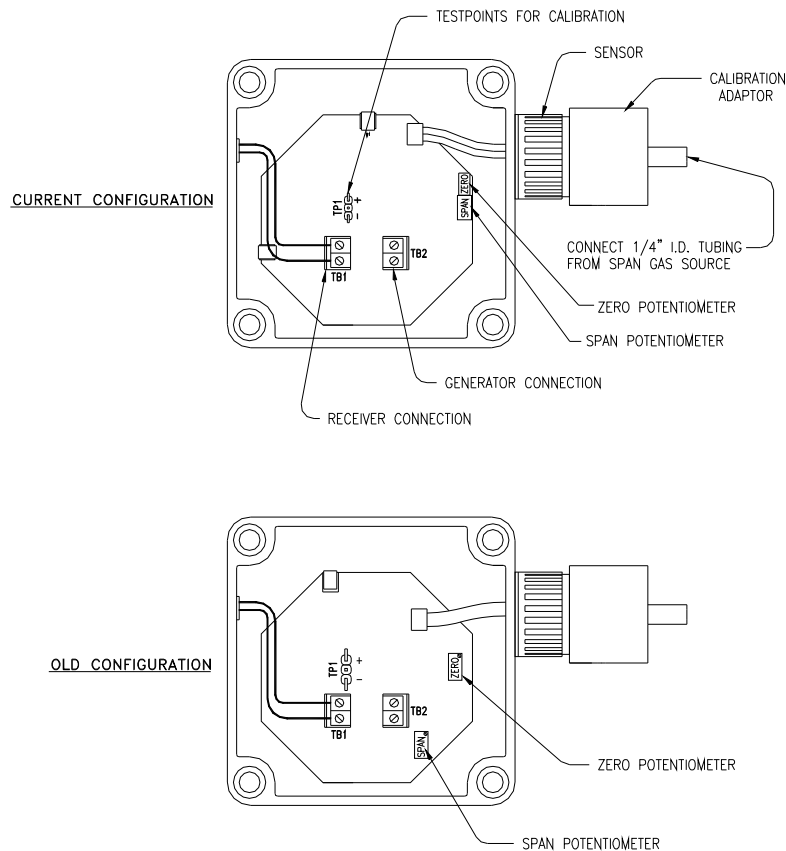 TESTPOINTS FOR CALIBRATION
SENSOR
CALIBRATION
ADAPTOR
CURRENT CONFIGURATION
TP1
+
-
ZERO
SPAN
TB1
TB2
CONNECT 1/4" I.D. TUBING
FROM SPAN GAS SOURCE
ZERO POTENTIOMETER
SPAN POTENTIOMETER
GENERATOR CONNECTION
RECEIVER CONNECTION
OLD CONFIGURATION
TP1
+
-
ZERO
TB1
TB2
SPAN
ZERO POTENTIOMETER
SPAN POTENTIOMETER